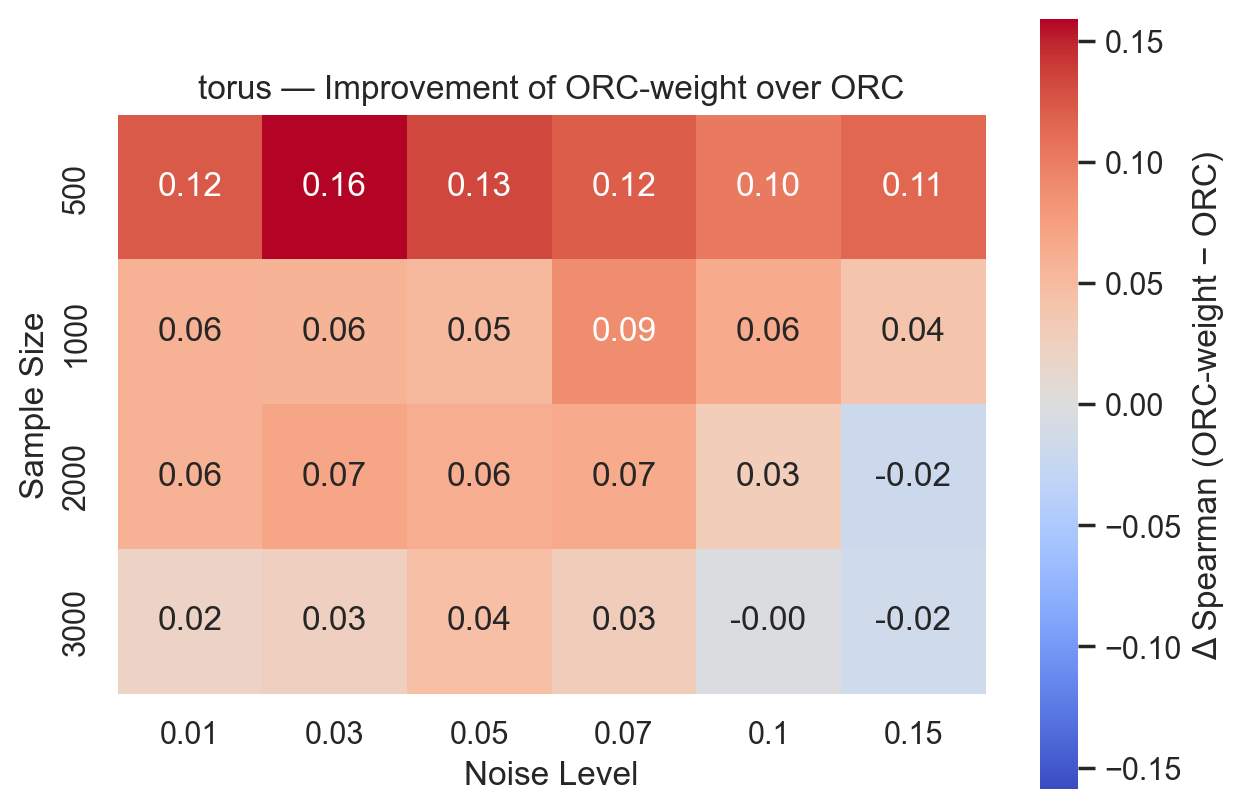 torus — Improvement of ORC-weight over ORC
500 0.12 0.16 0.13 0.12 0.10 0.11
1000 0.06 0.06 0.05 0.09 0.06 0.04
2000 0.06 0.07 0.06 0.07 0.03 -0.02
3000 0.02 0.03 0.04 0.03 -0.00 -0.02
0.01 0.03 0.05 0.07 0.1 0.15
Noise Level
Sample Size
0.15
0.10
0.05
0.00
−0.05
−0.10
−0.15
Δ Spearman (ORC-weight − ORC)